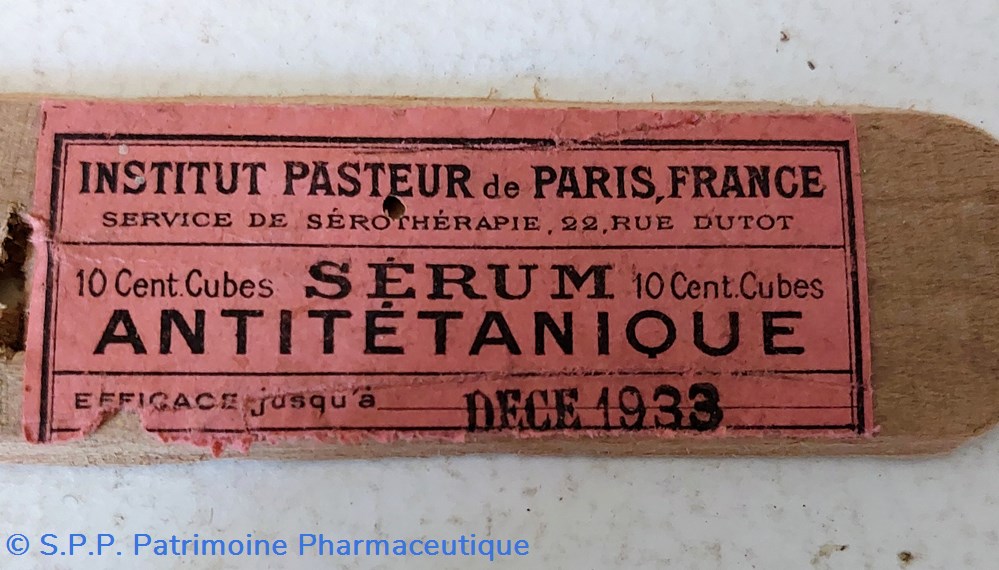 INSTITUT PASTEUR de PARIS, FRANCE
SERVICE DE SÉROTHÉRAPIE, 22, RUE DUTOT
10 Cent. Cubes SÉRUM 10 Cent. Cubes
ANTITÉTANIQUE
EFFICACE jusqu'à DECE 1933
© S.P.P. Patrimoine Pharmaceutique